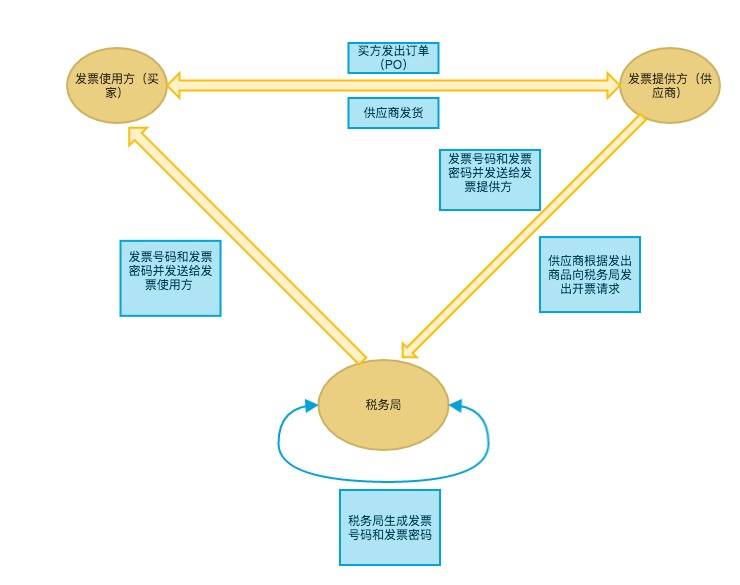 买方发出订单
（PO）
发票使用方（买
家）
发票提供方（供
应商）
供应商发货
发票号码和发票
密码并发送给发
票提供方
发票号码和发票
密码并发送给发
票使用方
供应商根据发出
商品向税务局发
出开票请求
税务局
税务局生成发票
号码和发票密码